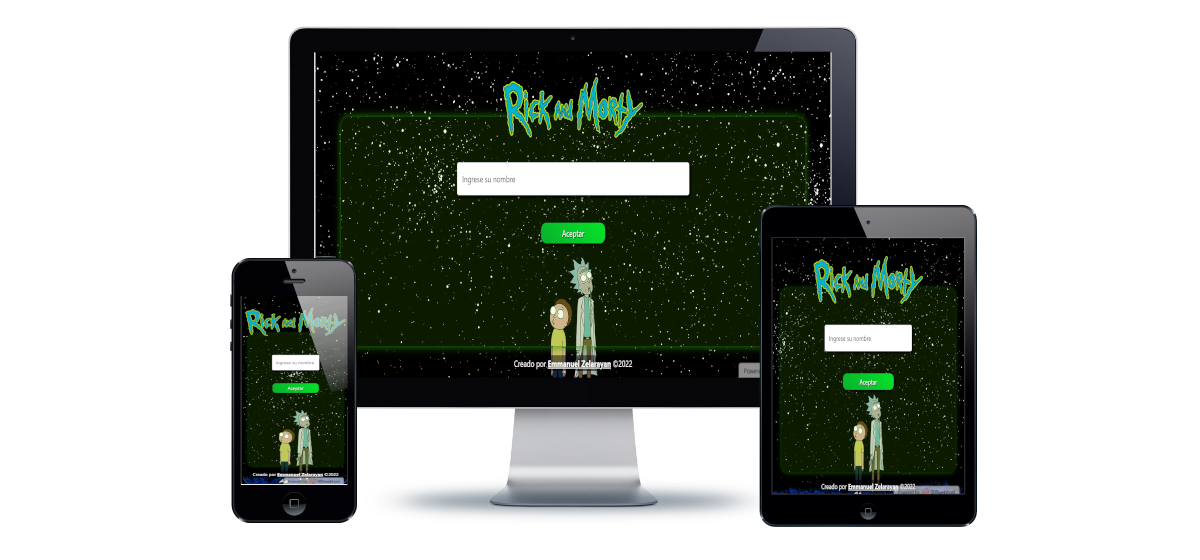 Rick and Morty
Ingrese su nombre
Aceptar
Creado por Emmanuel Zelarayan ©2022
Rick and Morty
Ingrese su nombre
Aceptar
Creado por Emmanuel Zelarayan ©2022
Rick and Morty
Ingrese su nombre
Aceptar
Creado por Emmanuel Zelarayan ©2022